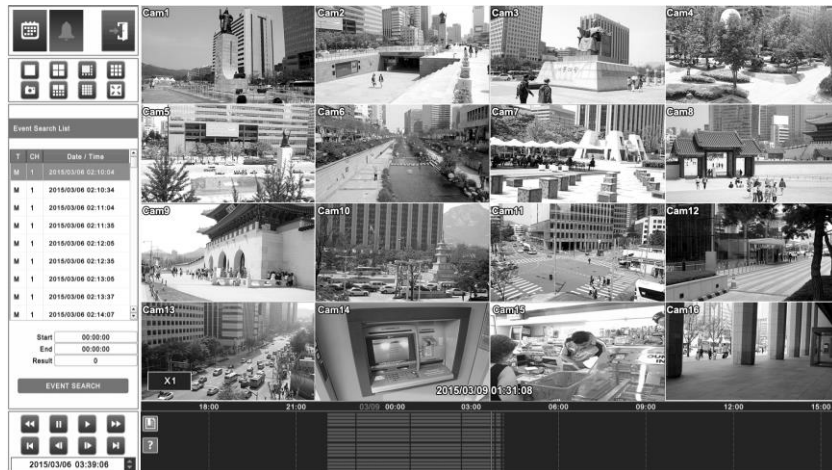 Cam1
Cam2
Cam3
Cam4
Cam5
Cam6
Cam7
Cam8
Cam9
Cam10
Cam11
Cam12
Cam13
Cam14
Cam15
Cam16
Event Search List
T CH Date / Time
M 1 2015/03/06 02:10:04
M 1 2015/03/06 02:10:34
M 1 2015/03/06 02:11:04
M 1 2015/03/06 02:11:35
M 1 2015/03/06 02:12:05
M 1 2015/03/06 02:12:35
M 1 2015/03/06 02:13:05
M 1 2015/03/06 02:13:37
M 1 2015/03/06 02:14:07
Start 00:00:00
End 00:00:00
Result 0
EVENT SEARCH
X1
2015/03/09 01:31:08
18:00 21:00 03/09 00:00 03:00 06:00 09:00 12:00 15:00
?
2015/03/06 03:39:06